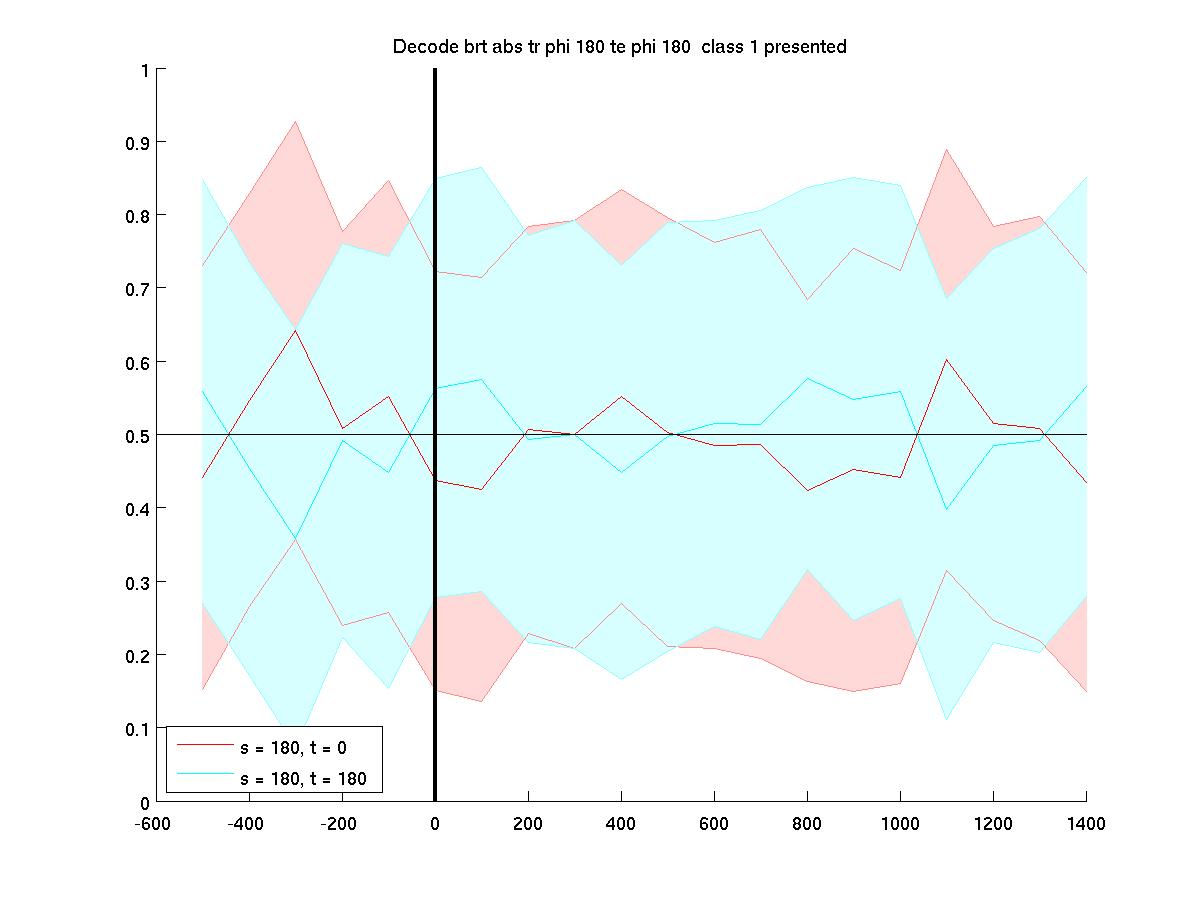 Decode brt abs tr phi 180 te phi 180  class 1 presented
1
0.9
0.8
0.7
0.6
0.5
0.4
0.3
0.2
0.1
0
s = 180, t = 0
s = 180, t = 180
-600 -400 -200 0 200 400 600 800 1000 1200 1400